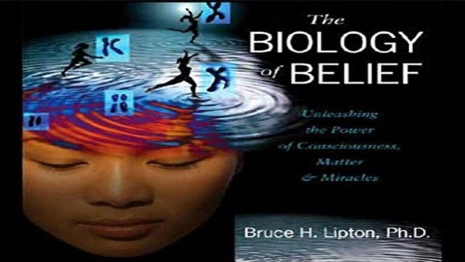 The
BIOLOGY
of BELIEF
Unleashing
the Power
of Consciousness,
Matter
& Miracles
Bruce H. Lipton, Ph.D.